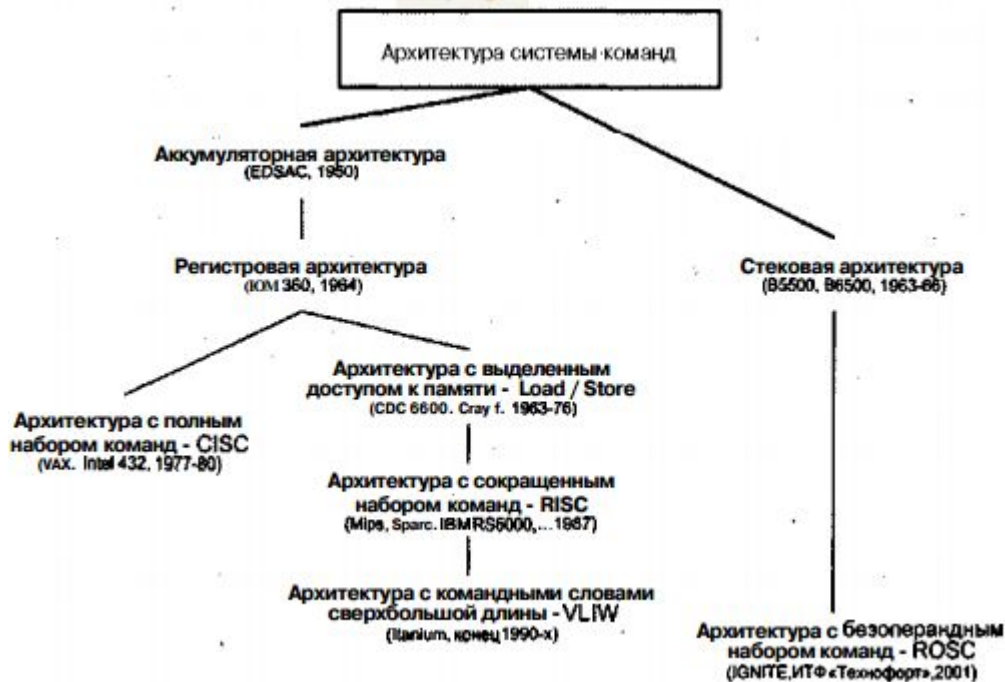 Архитектура системы команд
Аккумуляторная архитектура
(EDSAC, 1950)
Регистровая архитектура
(IОМ 360, 1964)
Стековая архитектура
(B5500, B6500, 1963-66)
Архитектура с выделенным
доступом к памяти - Load / Store
(CDC 6600. Cray f. 1963-76)
Архитектура с полным
набором команд - CISC
(VAX. Intel 432, 1977-80)
Архитектура с сокращенным
набором команд - RISC
(Mips, Sparc. IBMRS6000,... 1987)
Архитектура с командными словами
сверхбольшой длины - VLIW
(Itanium, конец 1990-х)
Архитектура с безоперандным
набором команд - ROSC
(IGNITE,ИТФ«Технофорт»,2001)